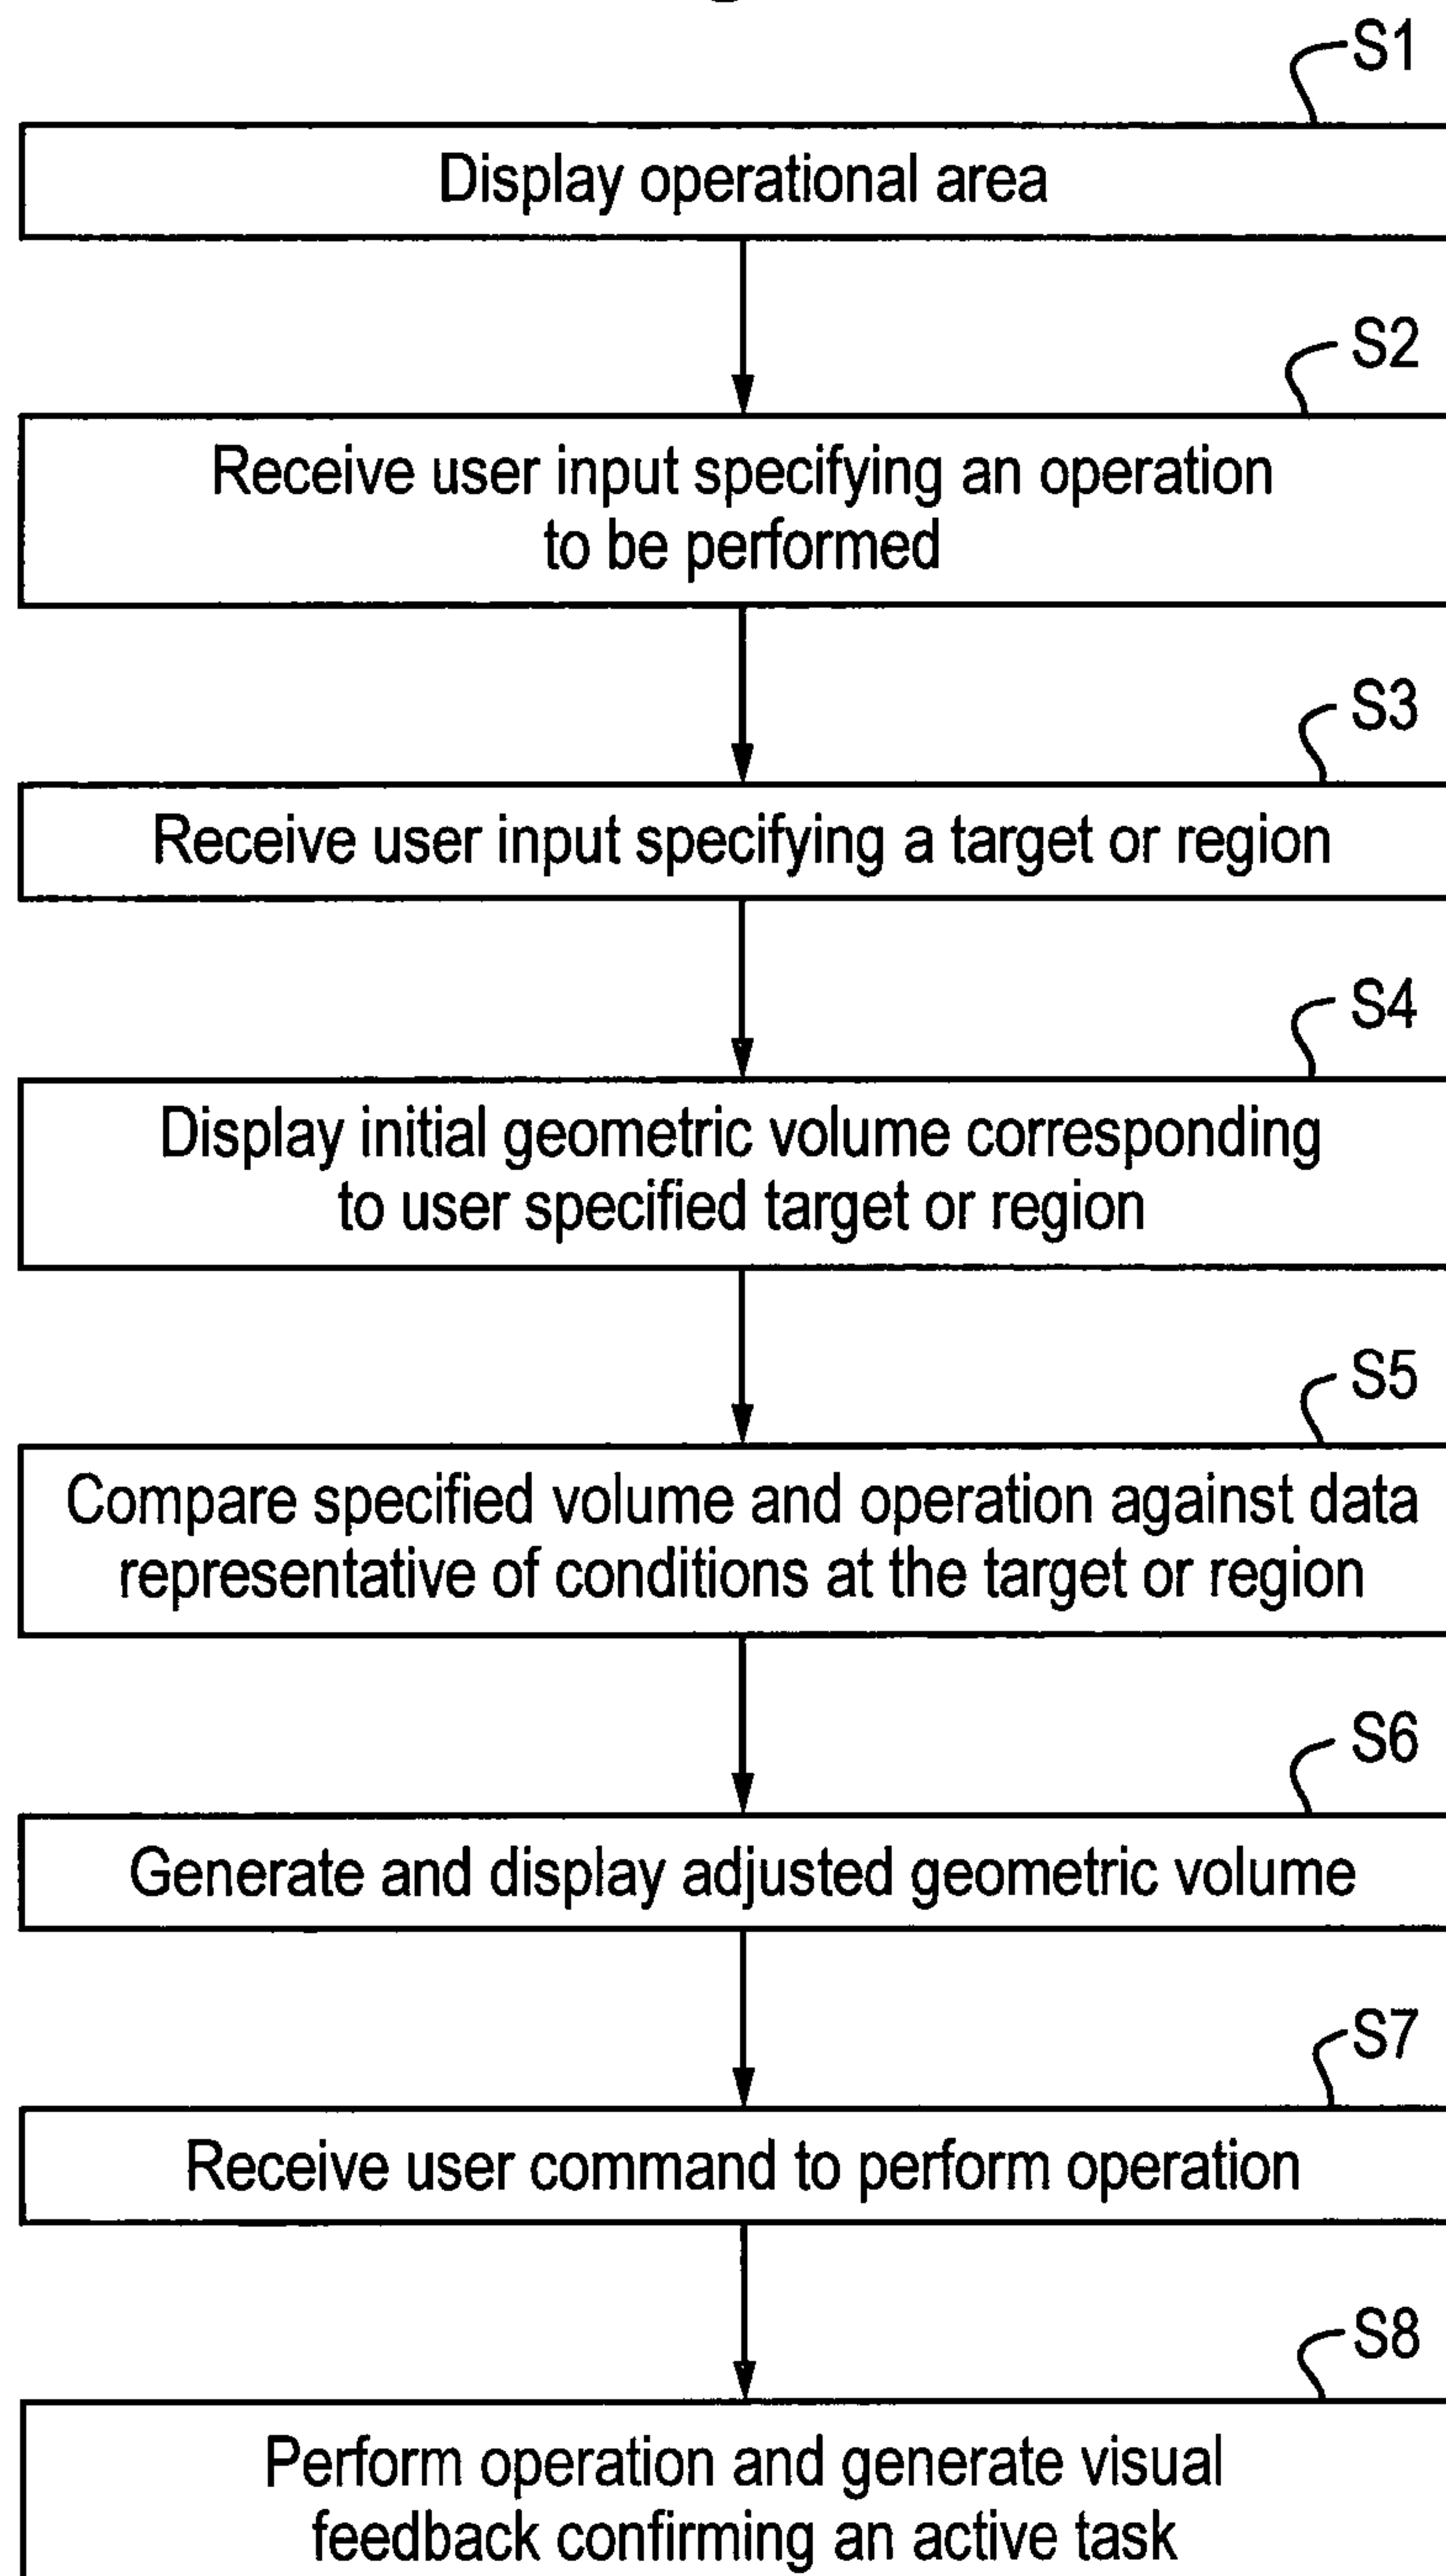 S1
Display operational area
S2
Receive user input specifying an operation
to be performed
S3
Receive user input specifying a target or region
S4
Display initial geometric volume corresponding
to user specified target or region
S5
Compare specified volume and operation against data
representative of conditions at the target or region
S6
Generate and display adjusted geometric volume
S7
Receive user command to perform operation
S8
Perform operation and generate visual
feedback confirming an active task